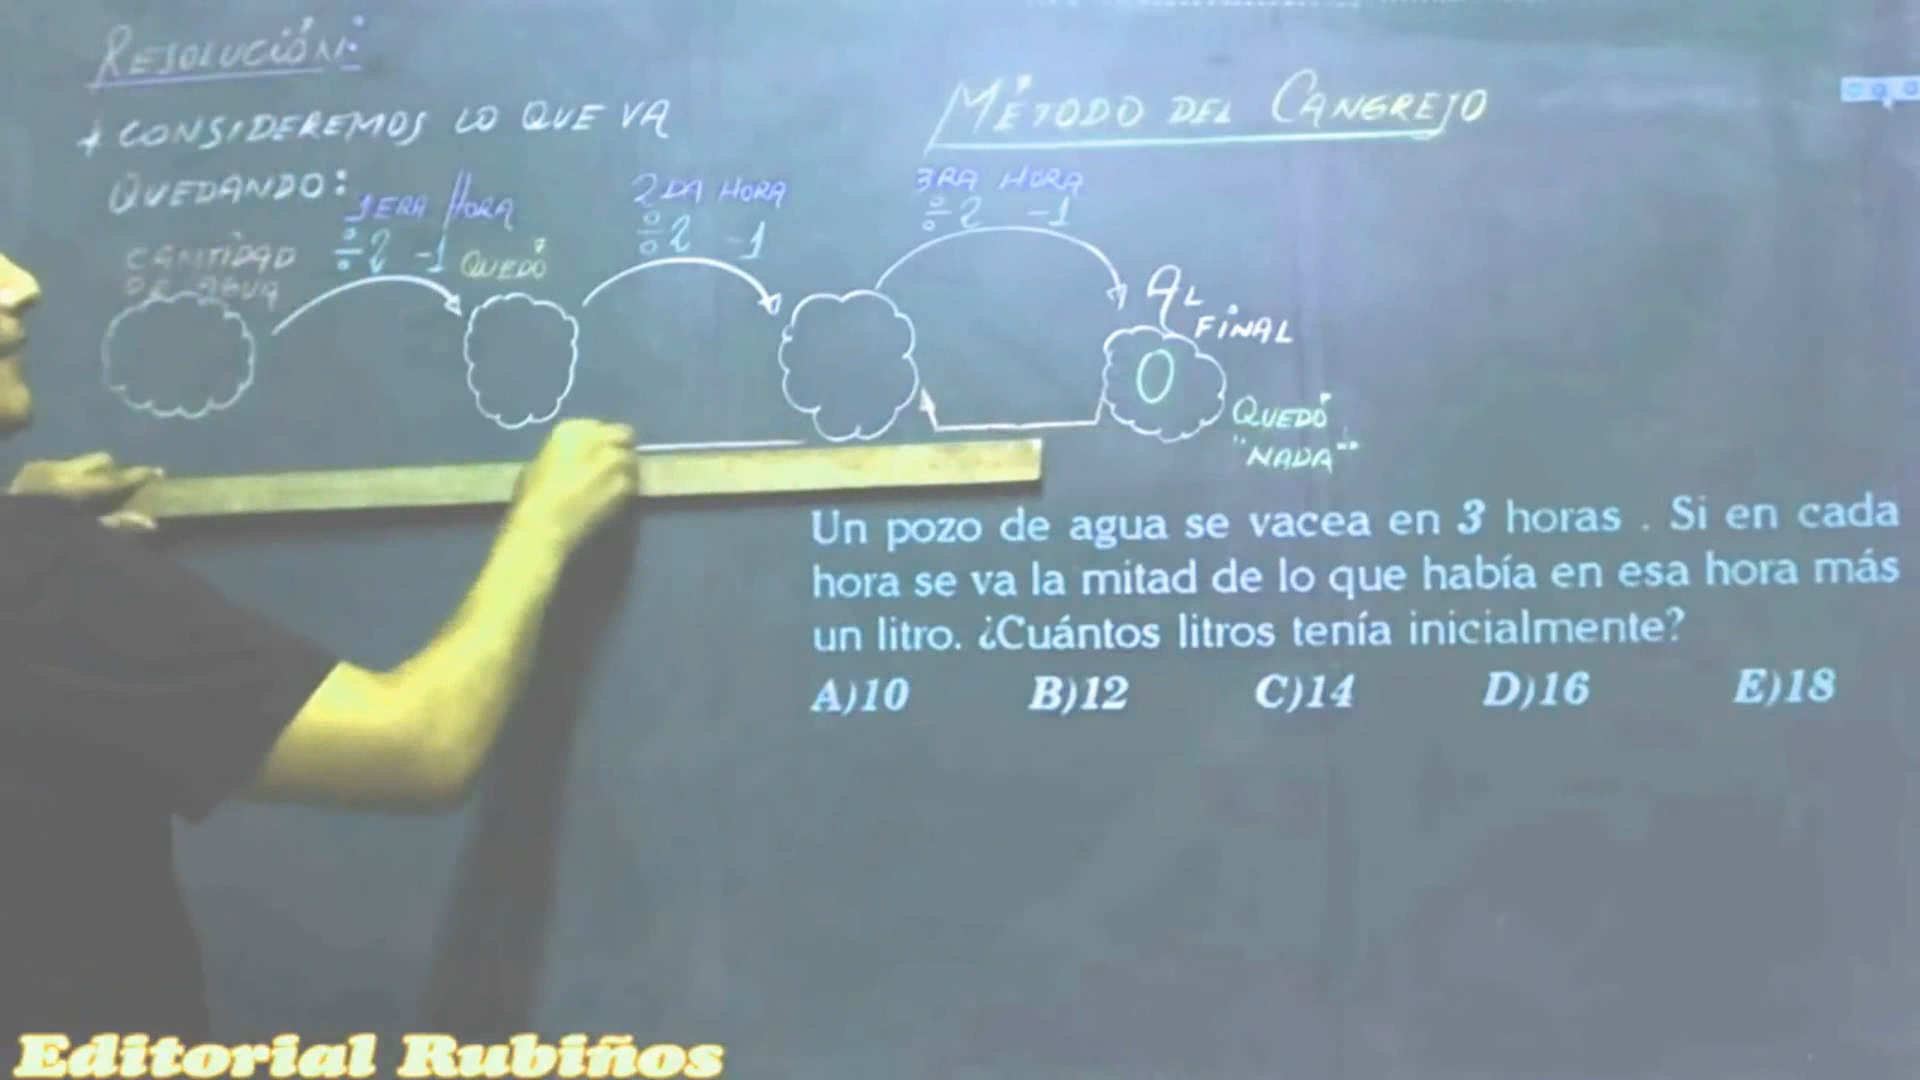 RESOLUCIÓN:
+ CONSIDEREMOS LO QUE VA
QUEDANDO:
MÉTODO DEL CANGREJO
1ERA HORA
÷2 -1
2DA HORA
÷2 -1
3RA HORA
÷2 -1
CANTIDAD
DE AGUA
QUEDÓ
AL
FINAL
0
QUEDÓ
"NADA"
Un pozo de agua se vacea en 3 horas . Si en cada
hora se va la mitad de lo que había en esa hora más
un litro. ¿Cuántos litros tenía inicialmente?
A)10 B)12 C)14 D)16 E)18
Editorial Rubiños